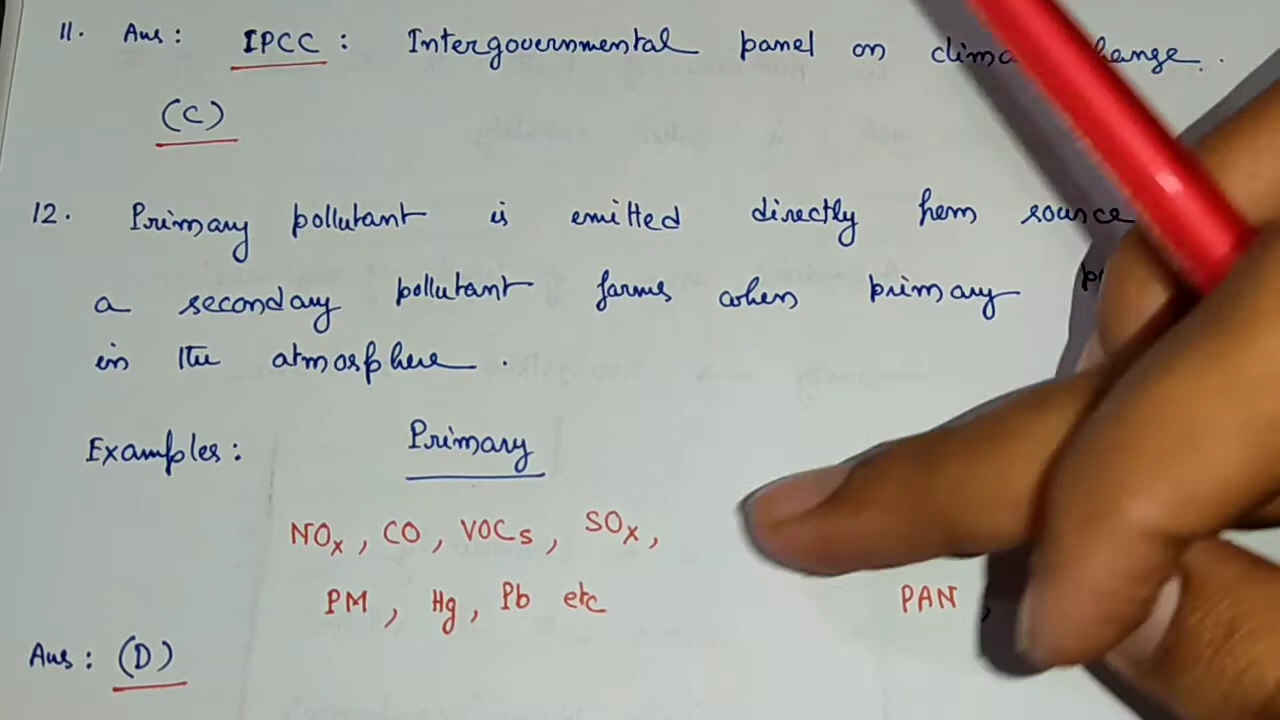 11. Ans: IPCC: Intergovernmental panel on
(C)
12. Primary pollutant is emitted directly from source
a secondary pollutant forms when primary
in the atmosphere.
Examples: Primary
NOx, CO, VOCs, SOx,
PM, Hg, Pb etc PAN,
Ans: (D)